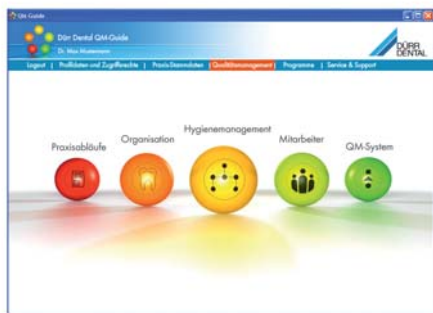 QM Guide
Dürr Dental QM-Guide
Dr. Max Mustermann
DÜRR
DENTAL
Logout | Profildaten und Zugriffsrechte | Praxis-Stammdaten | Qualitätsmanagement | Programme | Service & Support
Praxisabläufe
Organisation
Hygienemanagement
Mitarbeiter
QM-System